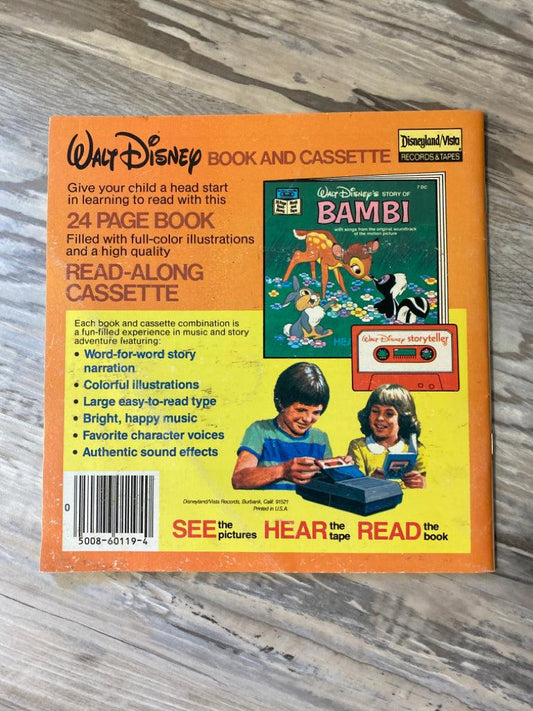 WALT DISNEY BOOK AND CASSETTE
Disneyland/Vista
RECORDS & TAPES
Give your child a head start
in learning to read with this
24 PAGE BOOK
Filled with full-color illustrations
and a high quality
READ-ALONG
CASSETTE
WALT DISNEY'S STORY OF
7 DC
BAMBI
with songs from the original soundtrack
of the motion picture
HEA
WALT DISNEY storyteller
Each book and cassette combination is
a fun-filled experience in music and story
adventure featuring:
• Word-for-word story
narration
• Colorful illustrations
• Large easy-to-read type
• Bright, happy music
• Favorite character voices
• Authentic sound effects
0
5008-60119-4
Disneyland/Vista Records, Burbank, Calif. 91521
Printed in U.S.A.
SEE the pictures HEAR the tape READ the book